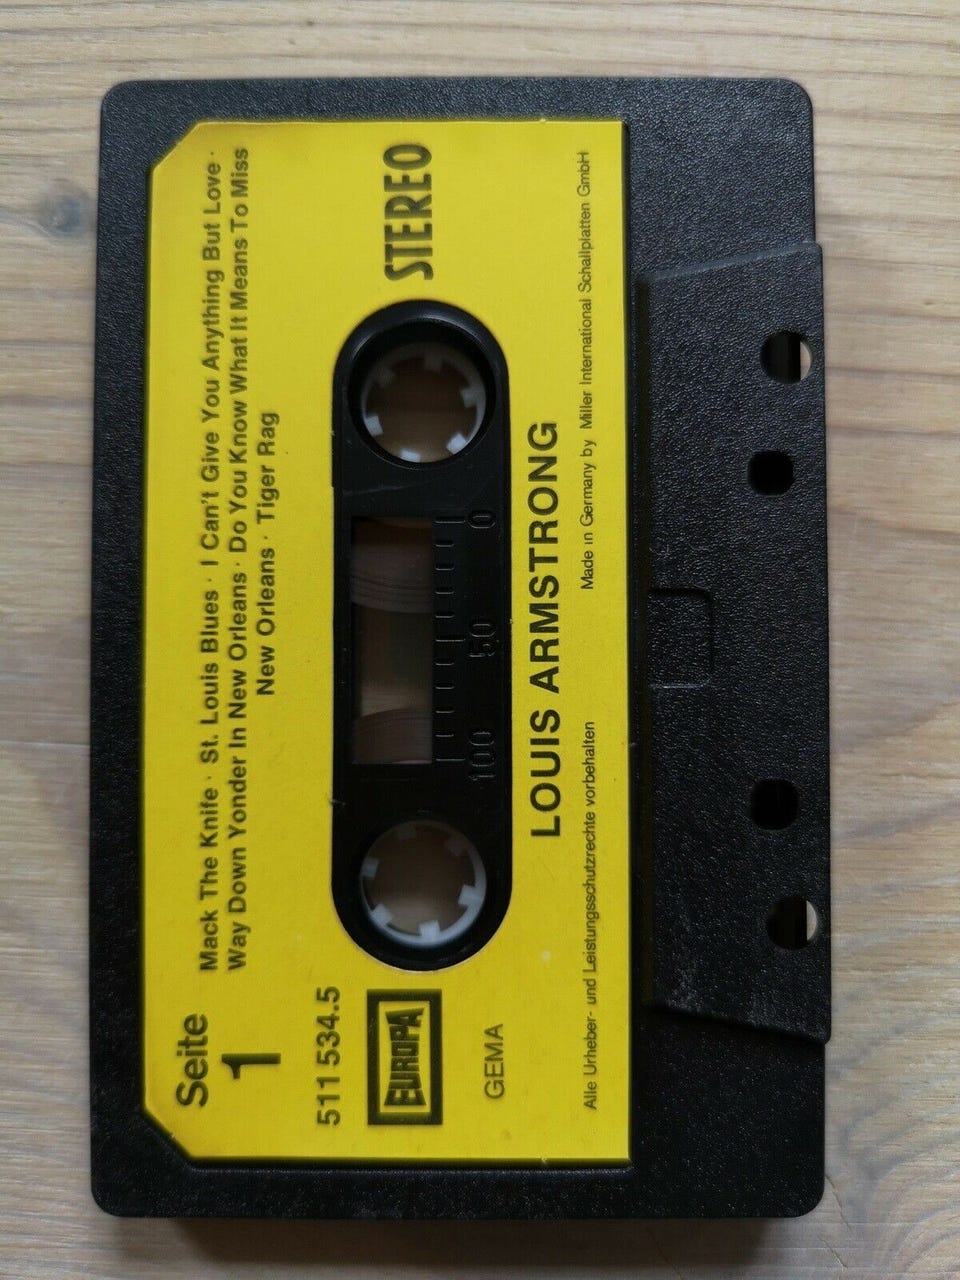 Seite
1
Mack The Knife · St. Louis Blues · I Can't Give You Anything But Love ·
Way Down Yonder In New Orleans · Do You Know What It Means To Miss
New Orleans · Tiger Rag
511 534.5
EUROPA
GEMA
STEREO
100 50 0
LOUIS ARMSTRONG
Alle Urheber- und Leistungsschutzrechte vorbehalten Made in Germany by Miller International Schallplatten GmbH